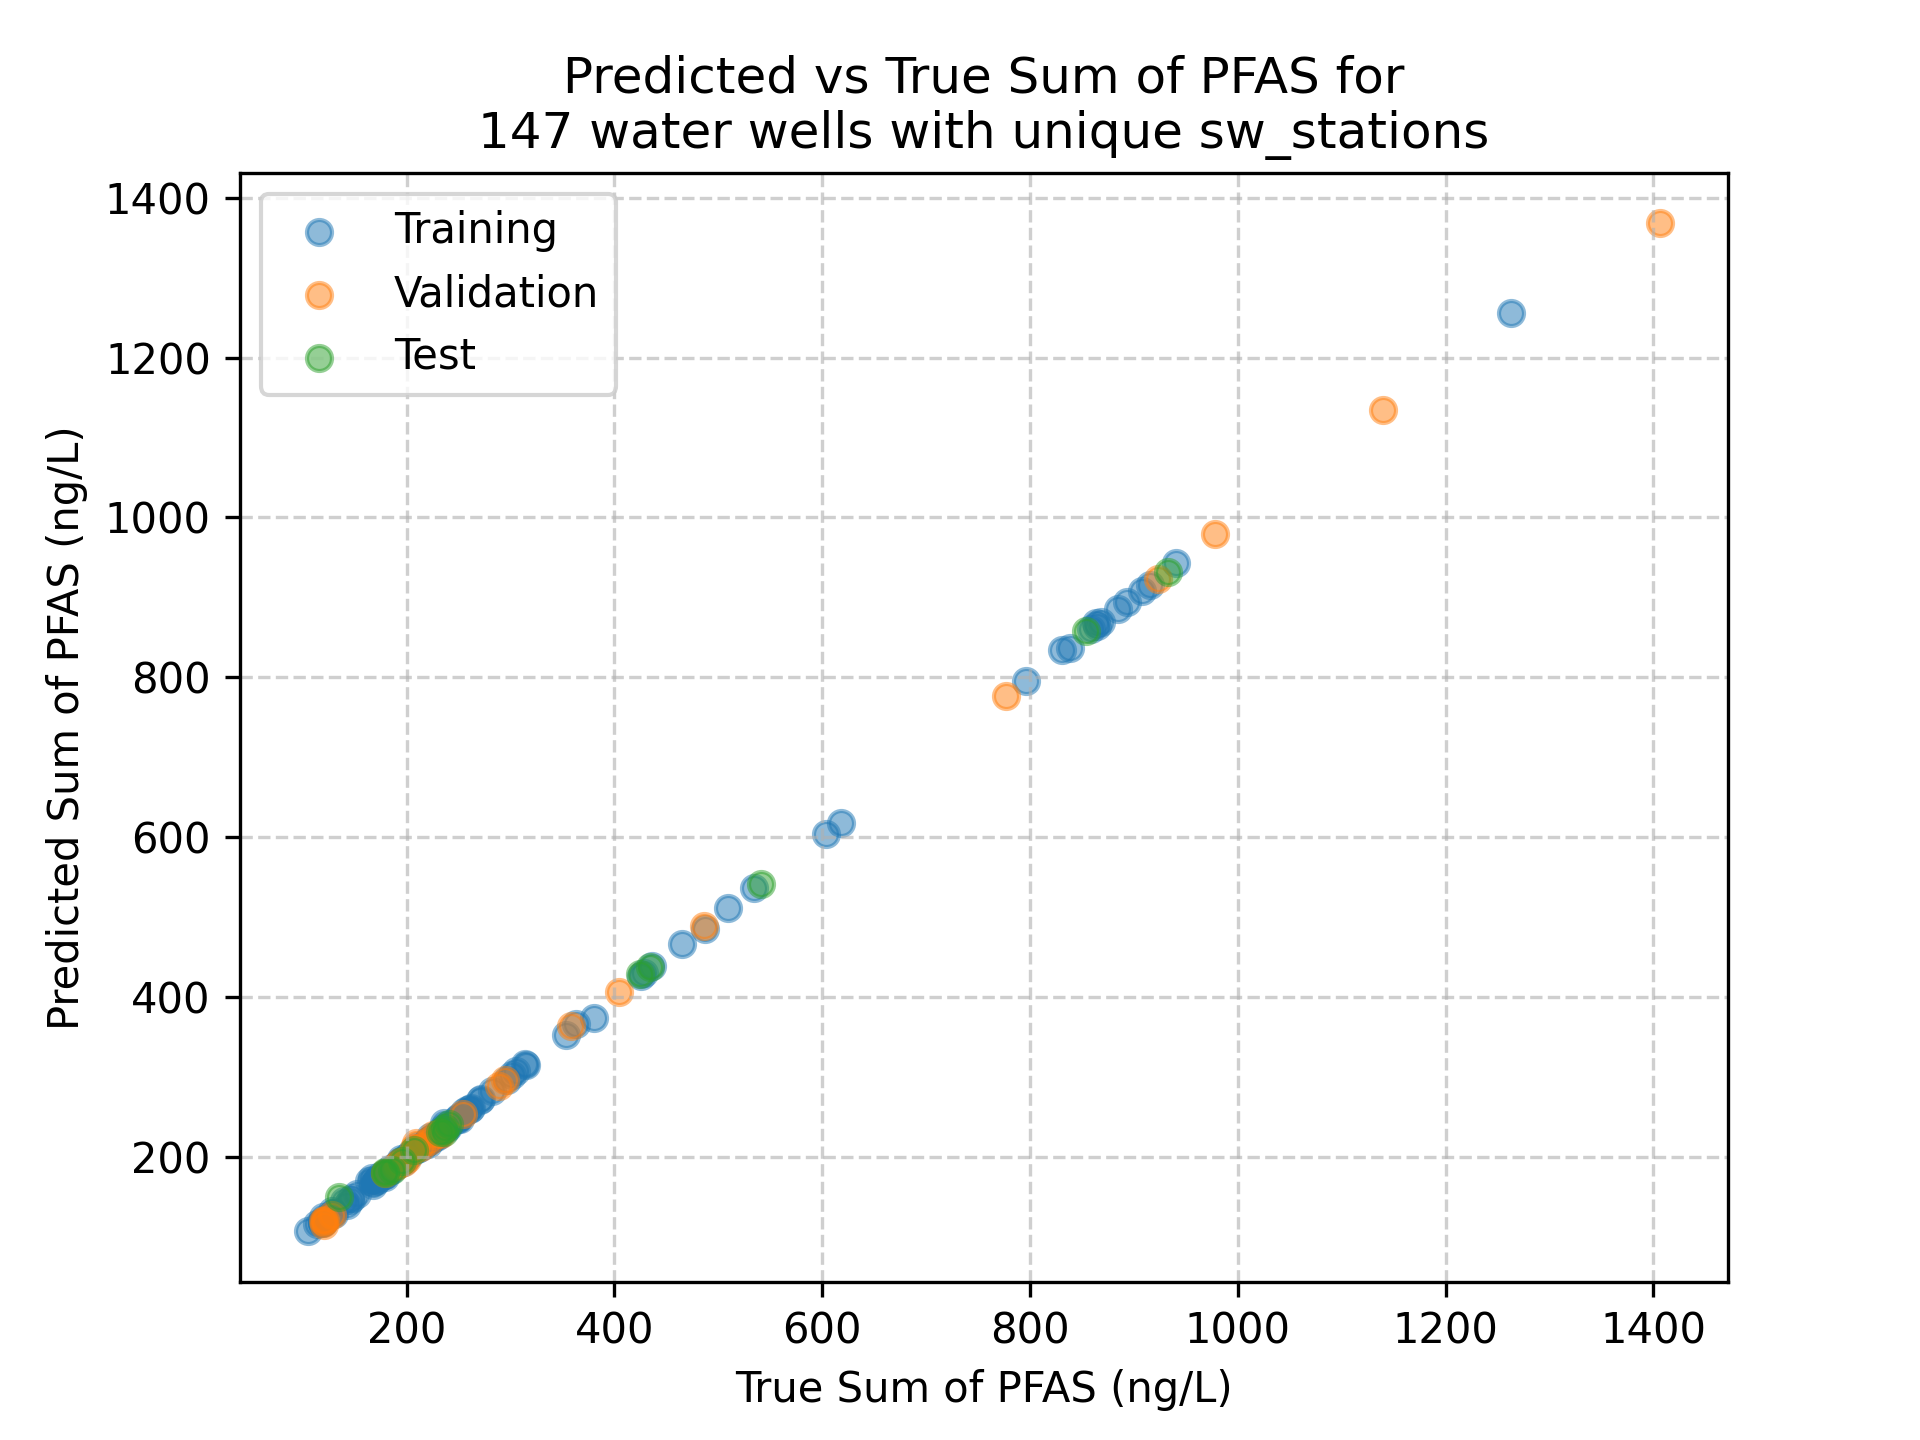 Predicted vs True Sum of PFAS for
147 water wells with unique sw_stations
Training
Validation
Test
1400
1200
1000
800
600
400
200
Predicted Sum of PFAS (ng/L)
200 400 600 800 1000 1200 1400
True Sum of PFAS (ng/L)